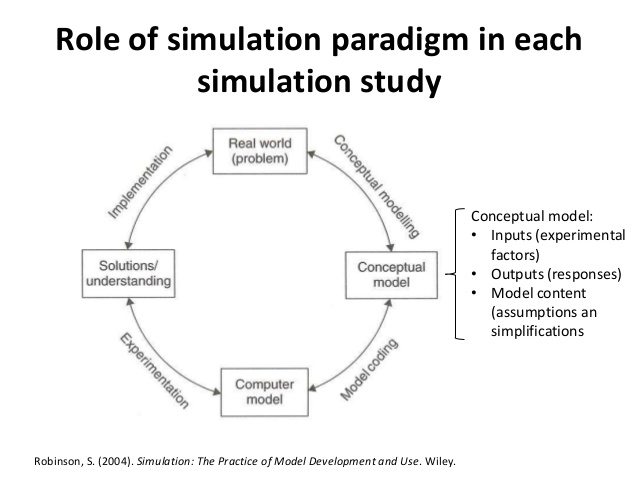 Role of simulation paradigm in each
simulation study
Real world
(problem)
Implementation
Conceptual modelling
Solutions/
understanding
Conceptual
model
Conceptual model:
• Inputs (experimental
factors)
• Outputs (responses)
• Model content
(assumptions an
simplifications
Experimentation
Model coding
Computer
model
Robinson, S. (2004). Simulation: The Practice of Model Development and Use. Wiley.